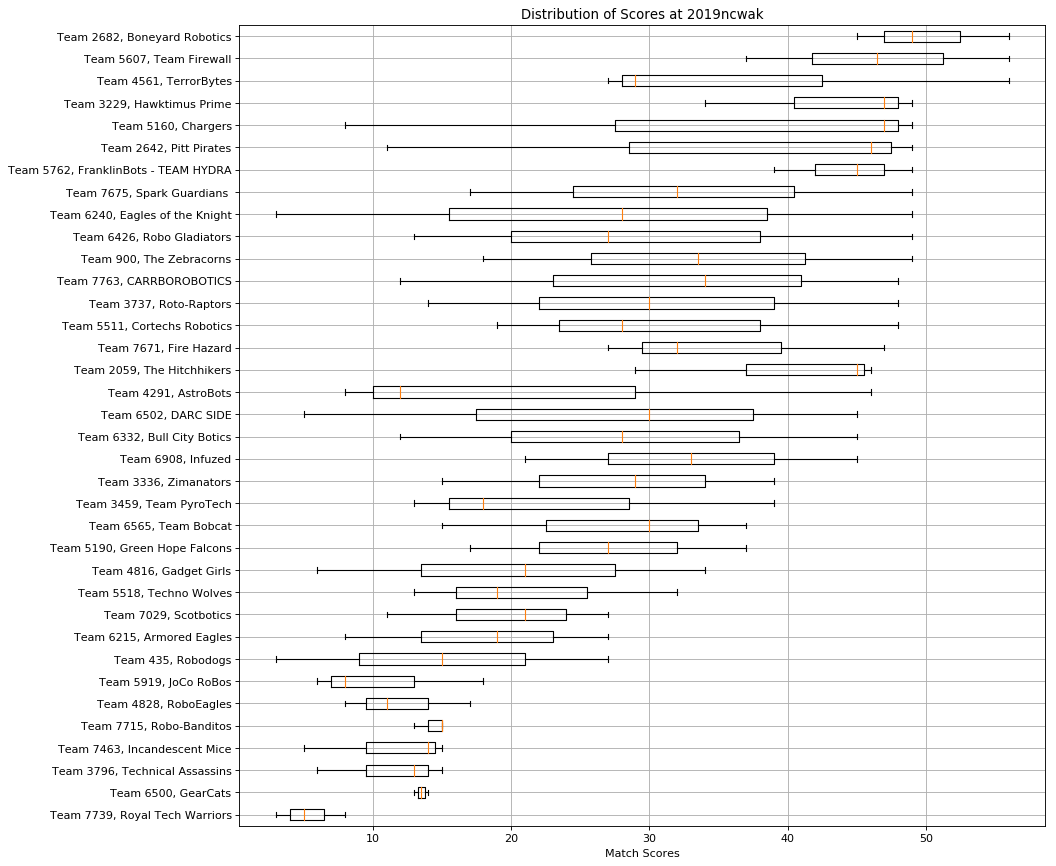 Distribution of Scores at 2019ncwak
Team 2682, Boneyard Robotics
Team 5607, Team Firewall
Team 4561, TerrorBytes
Team 3229, Hawktimus Prime
Team 5160, Chargers
Team 2642, Pitt Pirates
Team 5762, FranklinBots - TEAM HYDRA
Team 7675, Spark Guardians
Team 6240, Eagles of the Knight
Team 6426, Robo Gladiators
Team 900, The Zebracorns
Team 7763, CARRBOROBOTICS
Team 3737, Roto-Raptors
Team 5511, Cortechs Robotics
Team 7671, Fire Hazard
Team 2059, The Hitchhikers
Team 4291, AstroBots
Team 6502, DARC SIDE
Team 6332, Bull City Botics
Team 6908, Infuzed
Team 3336, Zimanators
Team 3459, Team PyroTech
Team 6565, Team Bobcat
Team 5190, Green Hope Falcons
Team 4816, Gadget Girls
Team 5518, Techno Wolves
Team 7029, Scotbotics
Team 6215, Armored Eagles
Team 435, Robodogs
Team 5919, JoCo RoBos
Team 4828, RoboEagles
Team 7715, Robo-Banditos
Team 7463, Incandescent Mice
Team 3796, Technical Assassins
Team 6500, GearCats
Team 7739, Royal Tech Warriors
10 20 30 40 50
Match Scores